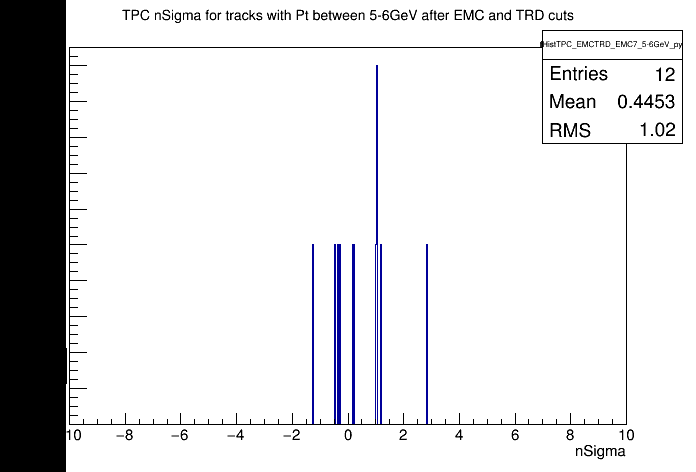 TPC nSigma for tracks with Pt between 5-6GeV after EMC and TRD cuts
HistTPC_EMCTRD_EMC7_5-6GeV_py
Entries 12
Mean 0.4453
RMS 1.02
10 −8 −6 −4 −2 0 2 4 6 8 10
nSigma